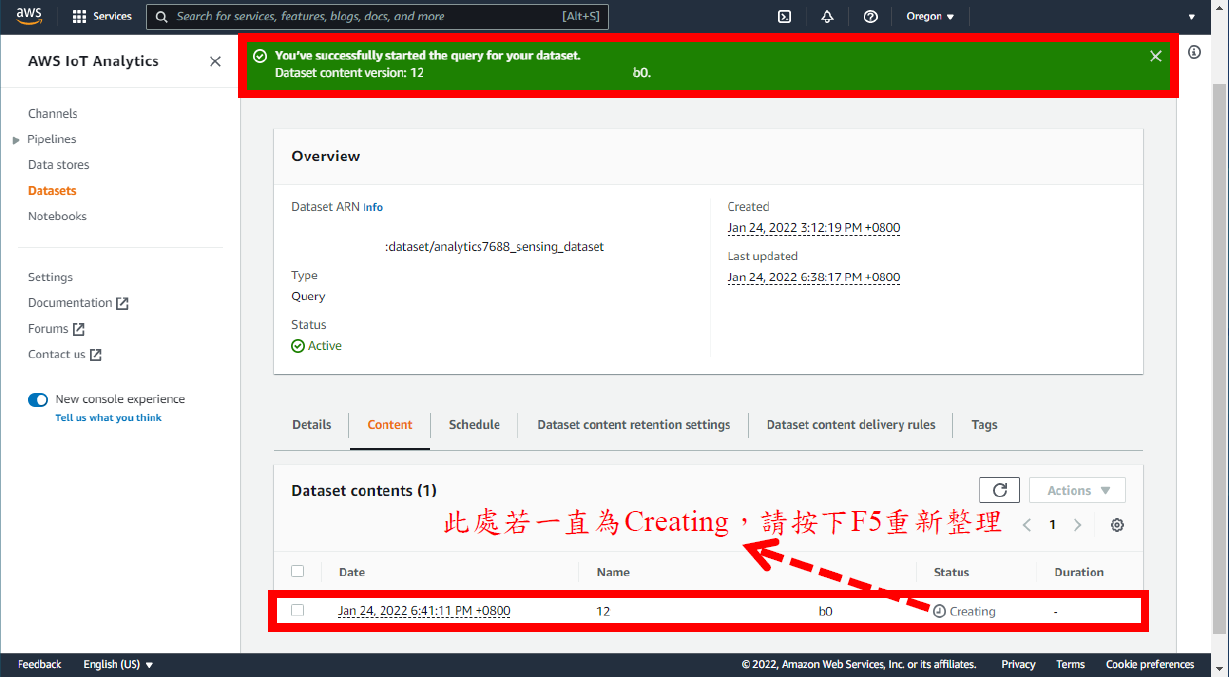 aws Services Search for services, features, blogs, docs, and more [Alt+S] Oregon
AWS IoT Analytics
Channels
Pipelines
Data stores
Datasets
Notebooks
Settings
Documentation
Forums
Contact us
New console experience
Tell us what you think
You've successfully started the query for your dataset.
Dataset content version: 12 b0.
Overview
Dataset ARN Info
:dataset/analytics7688_sensing_dataset
Type
Query
Status
Active
Created
Jan 24, 2022 3:12:19 PM +0800
Last updated
Jan 24, 2022 6:38:17 PM +0800
Details Content Schedule Dataset content retention settings Dataset content delivery rules Tags
Dataset contents (1) Actions
此處若一直為Creating，請按下F5重新整理 1
Date Name Status Duration
Jan 24, 2022 6:41:11 PM +0800 12 b0 Creating -
Feedback English (US) © 2022, Amazon Web Services, Inc. or its affiliates. Privacy Terms Cookie preferences